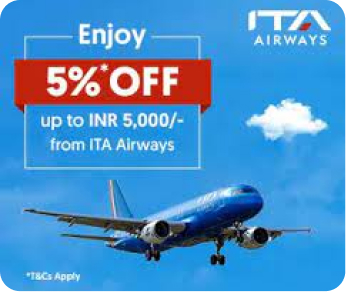 Enjoy
5%*OFF
up to INR 5,000/-
from ITA Airways
ITA
AIRWAYS
*T&Cs Apply